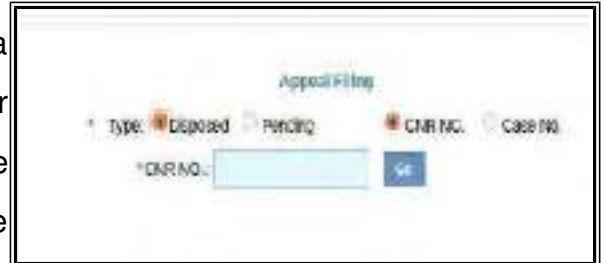 a
Appeal Filing
r
* Type: Disposed Pending CNR NO. Case No.
e *CNR NO.: Go
e